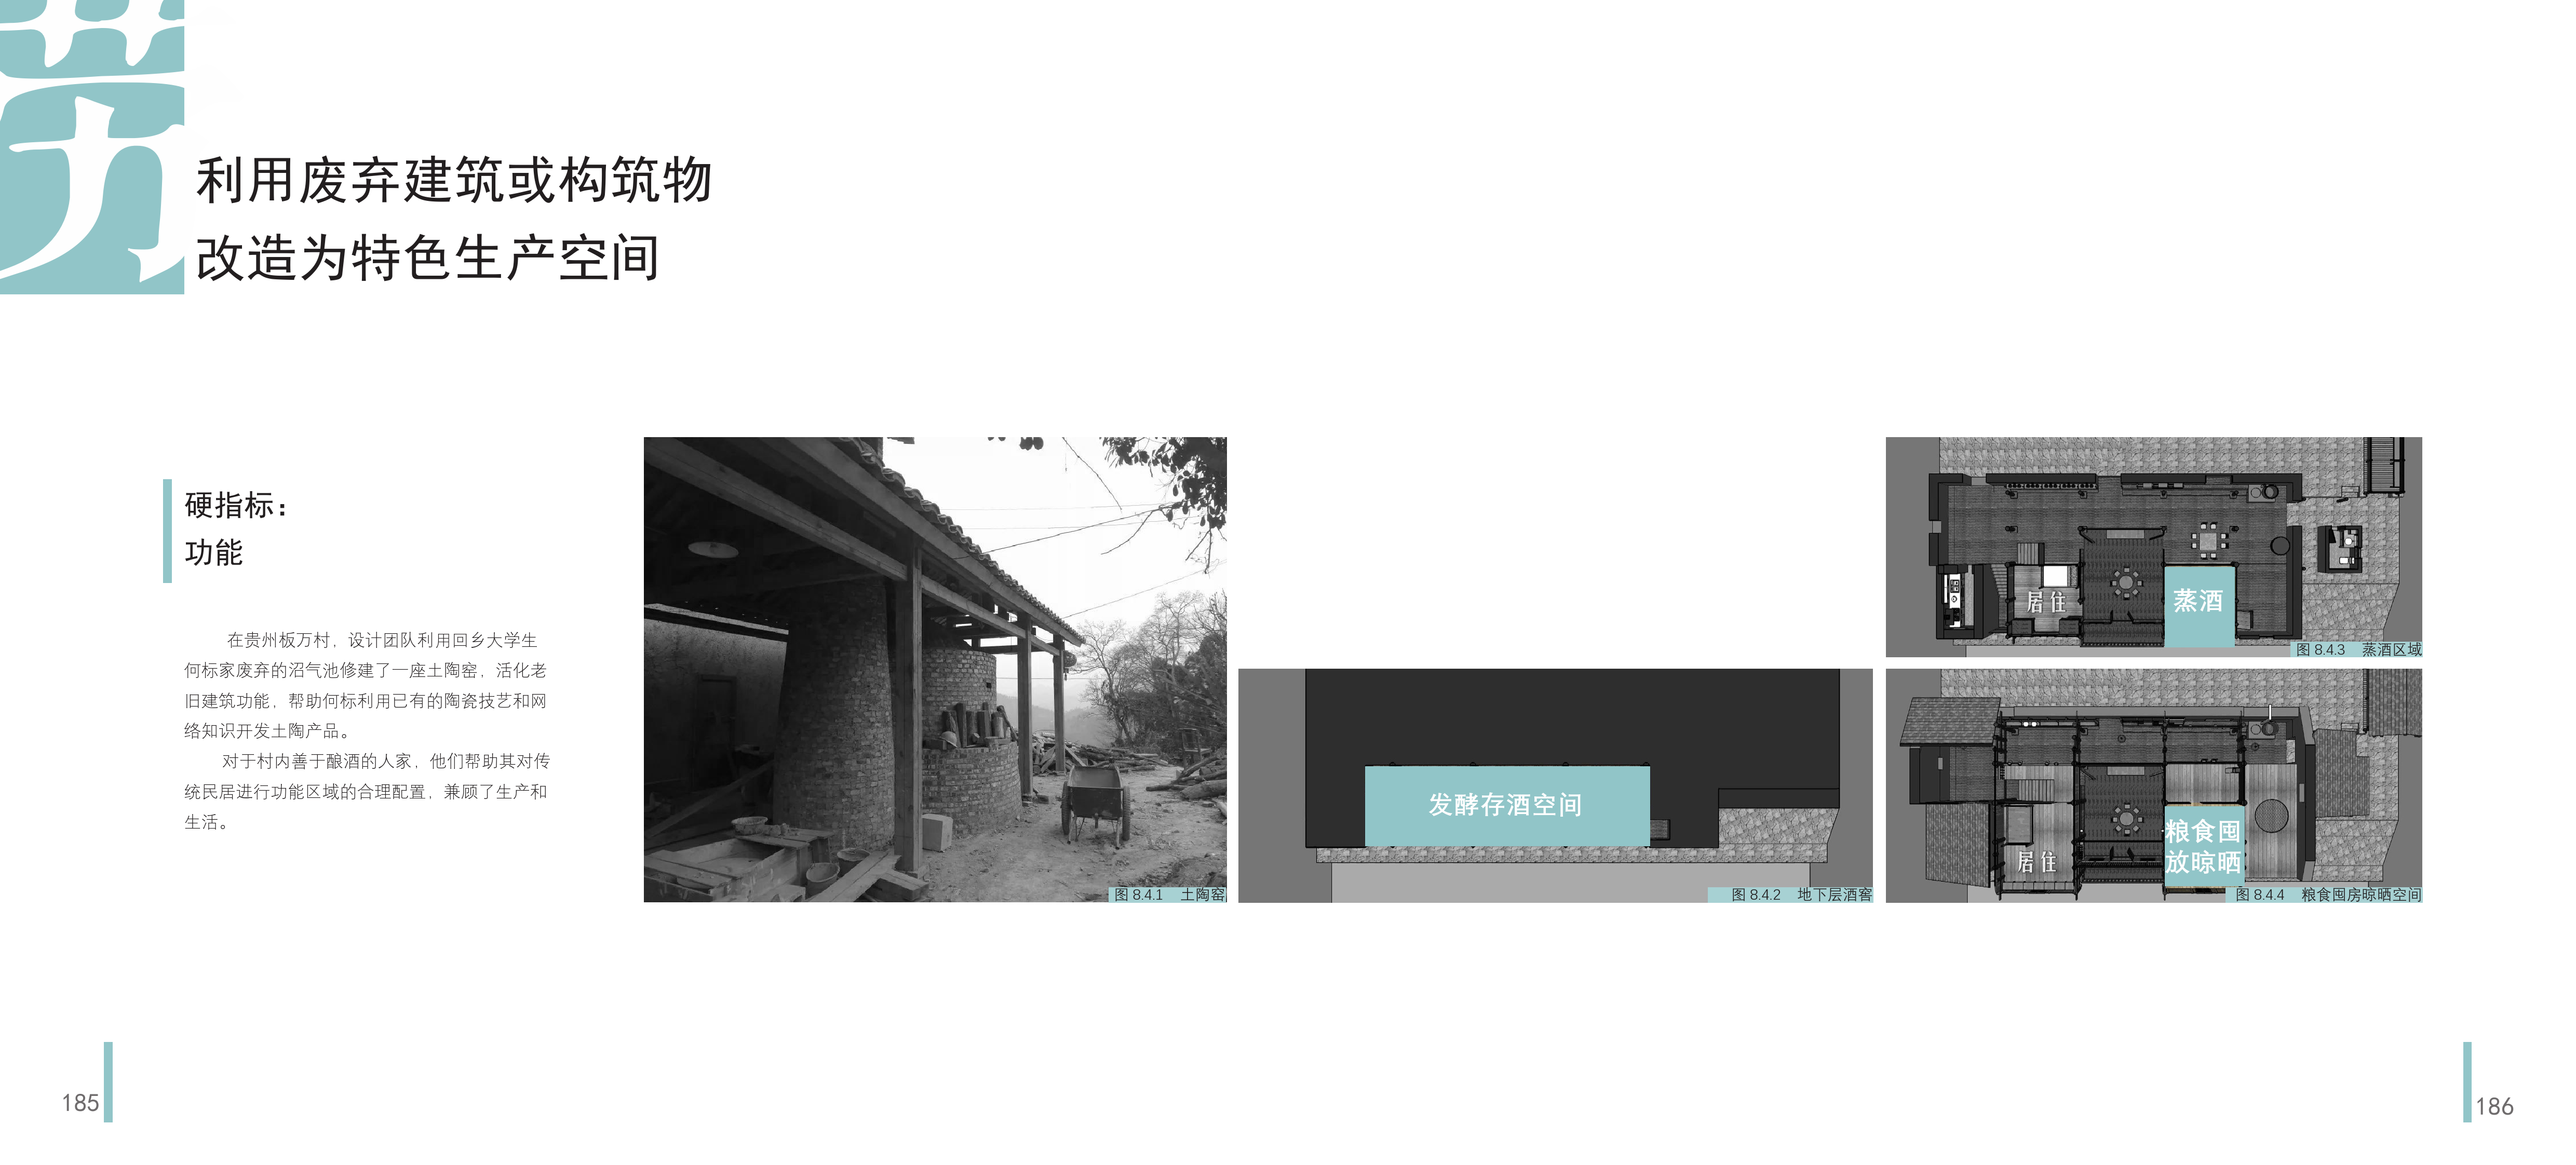 利用废弃建筑或构筑物
改造为特色生产空间
硬指标：
功能
在贵州板万村，设计团队利用回乡大学生
何标家废弃的沼气池修建了一座土陶窑，活化老
旧建筑功能，帮助何标利用已有的陶瓷技艺和网
络知识开发土陶产品。
对于村内善于酿酒的人家，他们帮助其对传
统民居进行功能区域的合理配置，兼顾了生产和
生活。
图 8.4.1 土陶窑
发酵存酒空间
图 8.4.2 地下层酒窖
居住
蒸酒
图 8.4.3 蒸酒区域
居住
粮食囤
放晾晒
图 8.4.4 粮食囤房晾晒空间
185
186